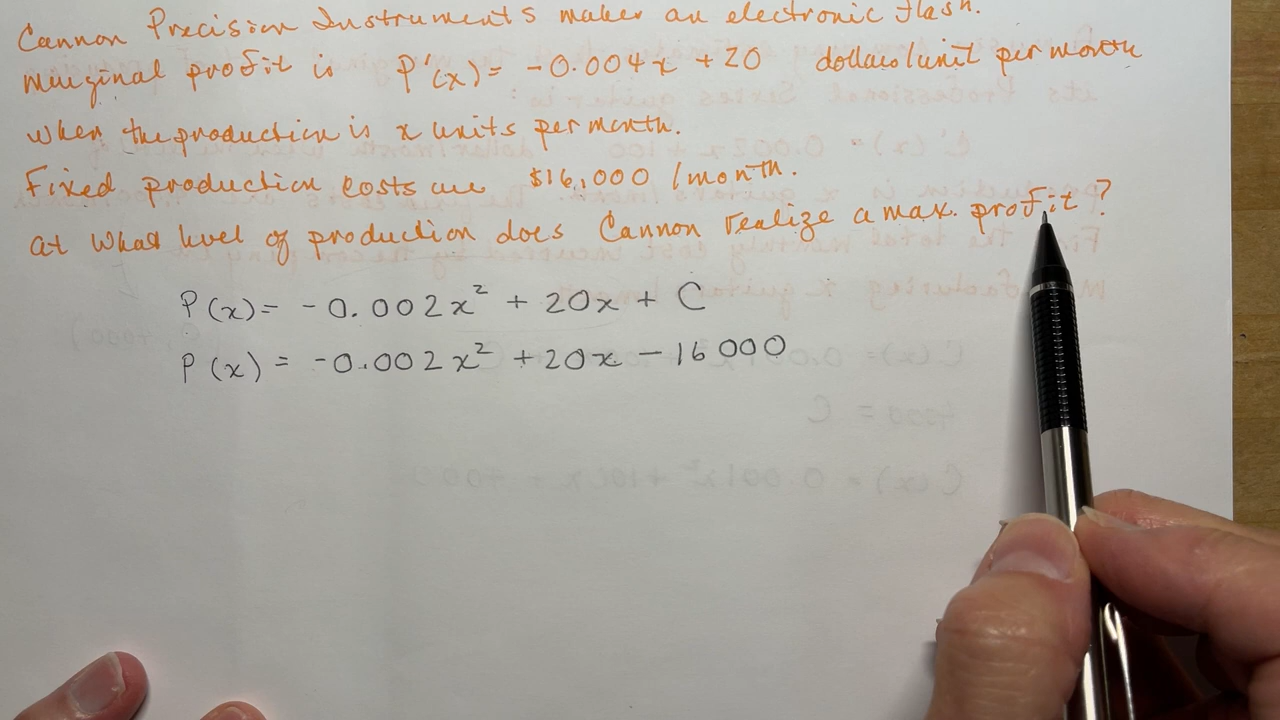 Cannon Precision Instruments makes an electronic flash.
marginal profit is P'(x) = -0.004x + 20 dollars/unit per month
when the production is x units per month.
Fixed production costs are $16,000 /month.
at what level of production does Cannon realize a max. profit?
P(x) = -0.002x² + 20x + C
P(x) = -0.002x² + 20x - 16000